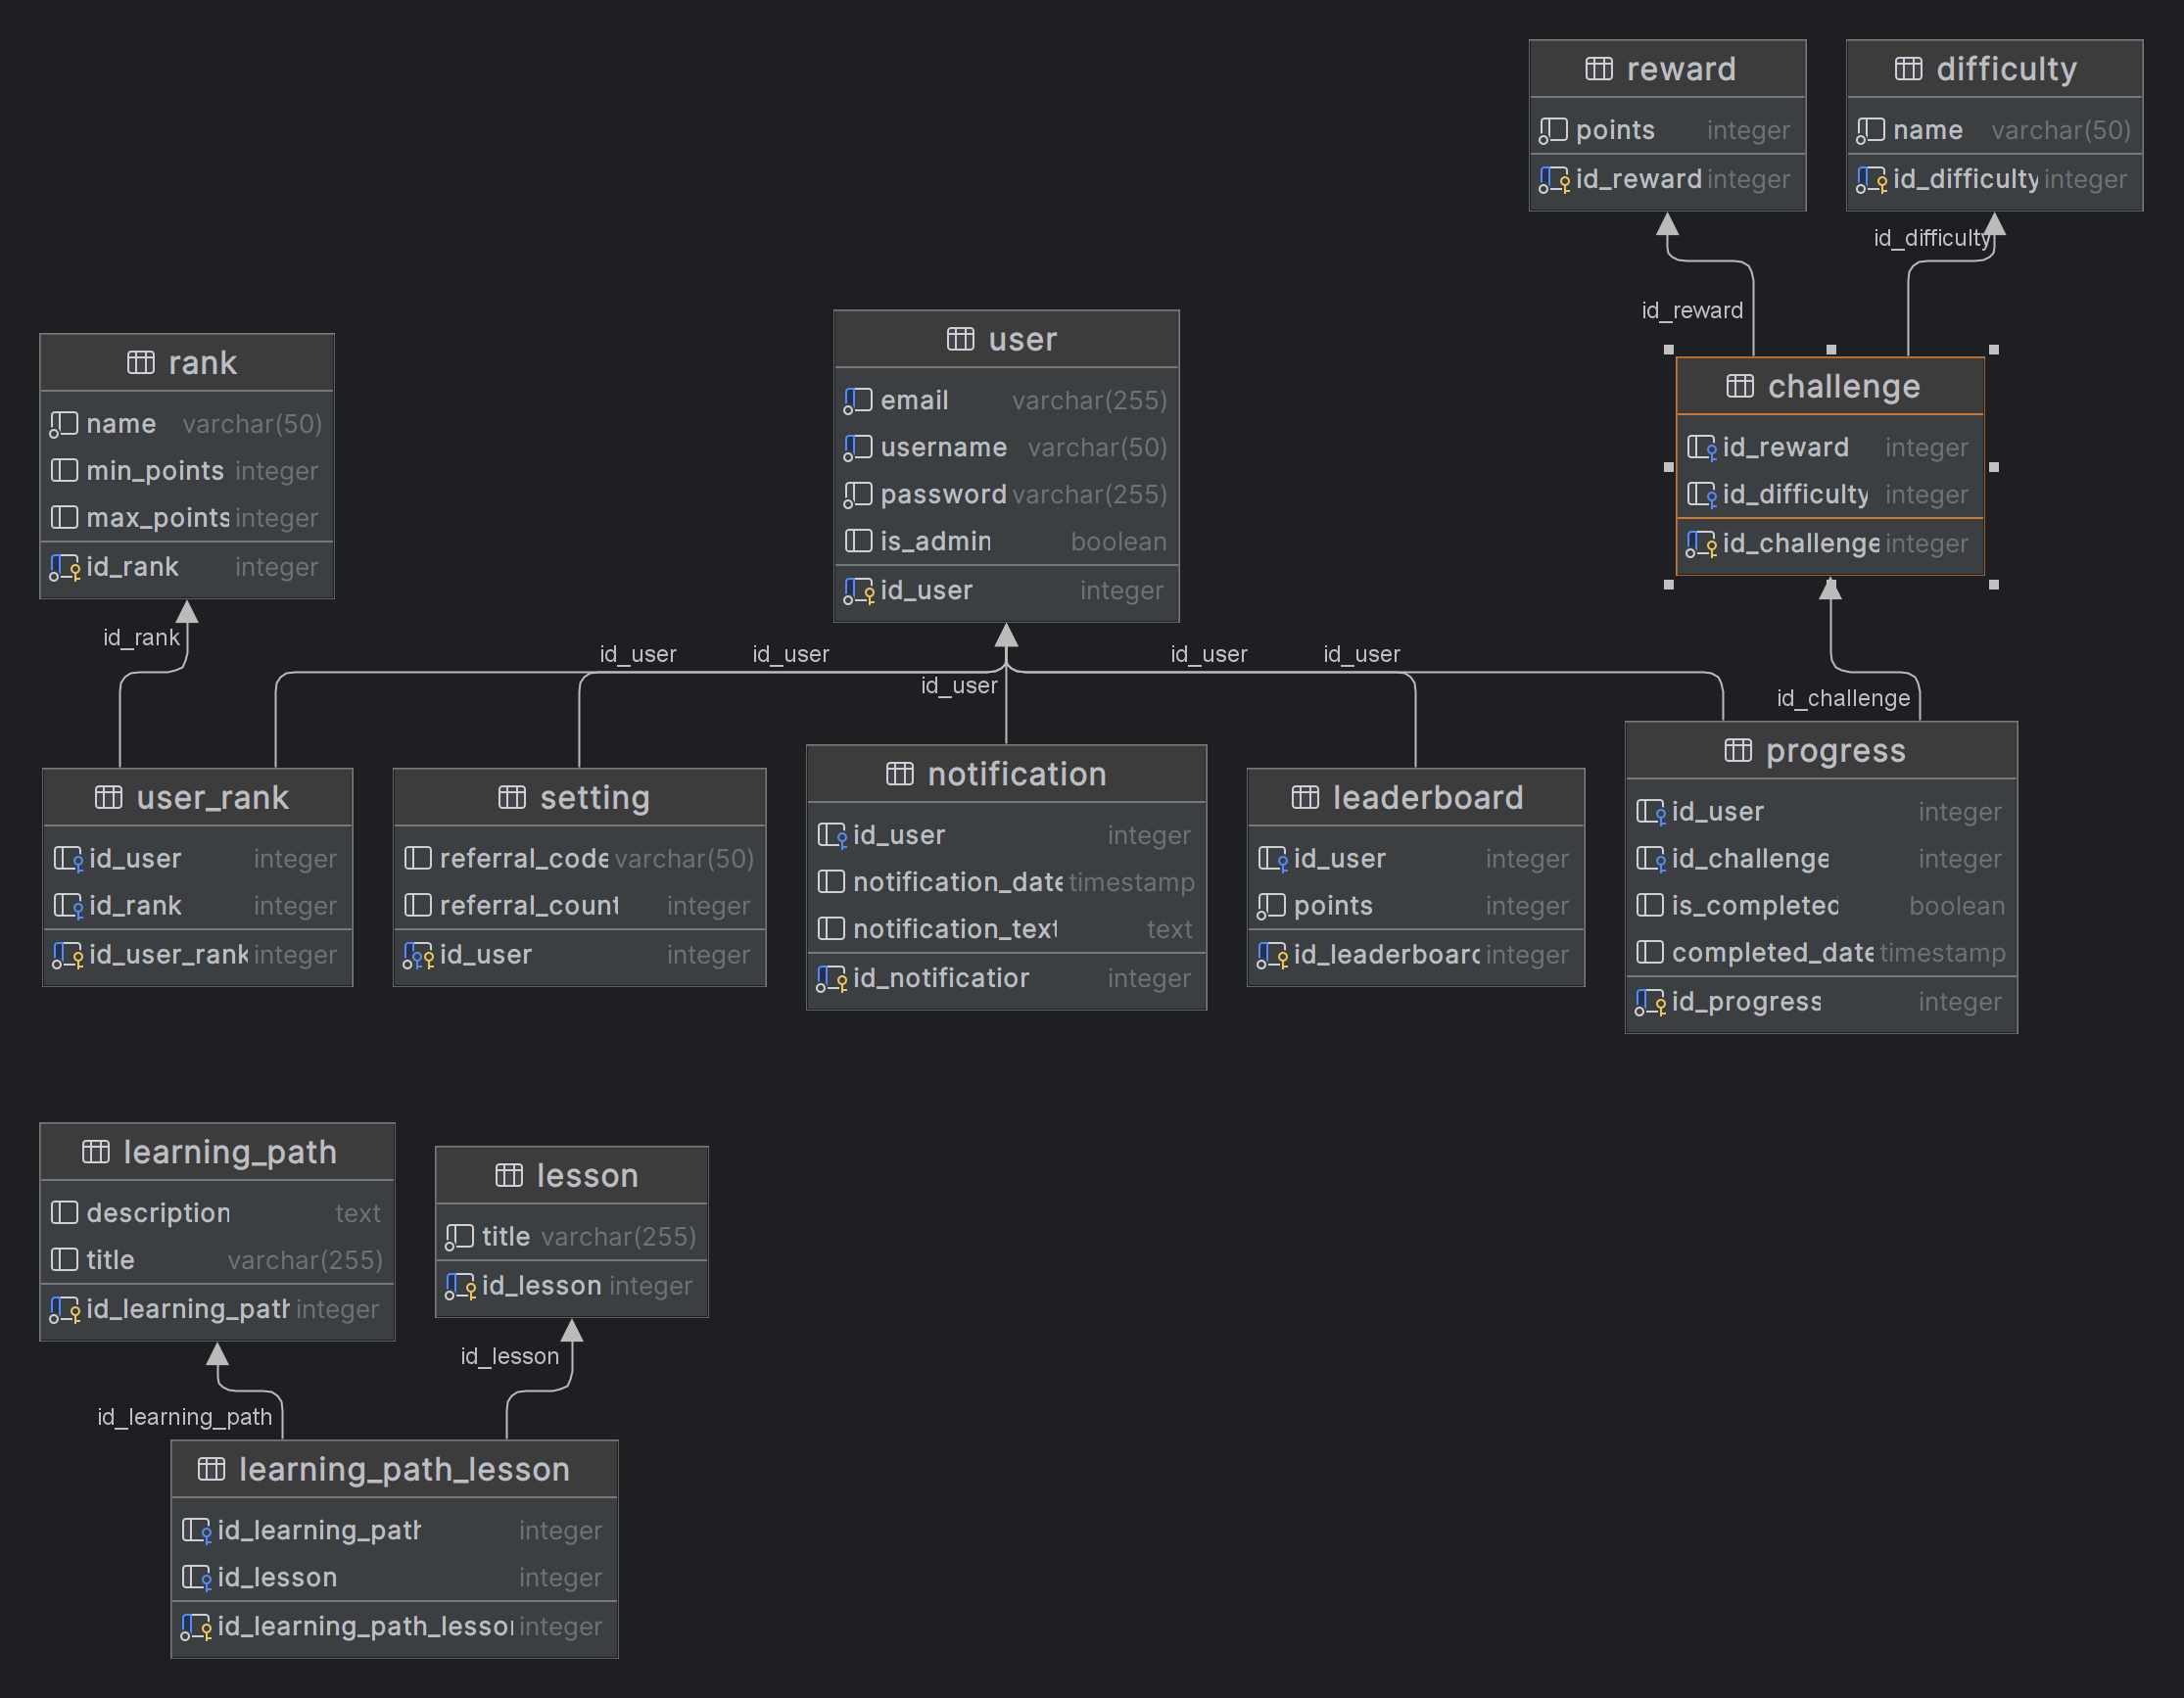 reward
points integer
id_reward integer
difficulty
name varchar(50)
id_difficulty integer
id_reward
id_difficulty
rank
name varchar(50)
min_points integer
max_points integer
id_rank integer
user
email varchar(255)
username varchar(50)
password varchar(255)
is_admin boolean
id_user integer
challenge
id_reward integer
id_difficulty integer
id_challenge integer
id_rank
id_user
id_user
id_user
id_user
id_user
id_challenge
user_rank
id_user integer
id_rank integer
id_user_rank integer
setting
referral_code varchar(50)
referral_count integer
id_user integer
notification
id_user integer
notification_date timestamp
notification_text text
id_notification integer
leaderboard
id_user integer
points integer
id_leaderboard integer
progress
id_user integer
id_challenge integer
is_completed boolean
completed_date timestamp
id_progress integer
learning_path
description text
title varchar(255)
id_learning_path integer
lesson
title varchar(255)
id_lesson integer
id_learning_path
id_lesson
learning_path_lesson
id_learning_path integer
id_lesson integer
id_learning_path_lesson integer